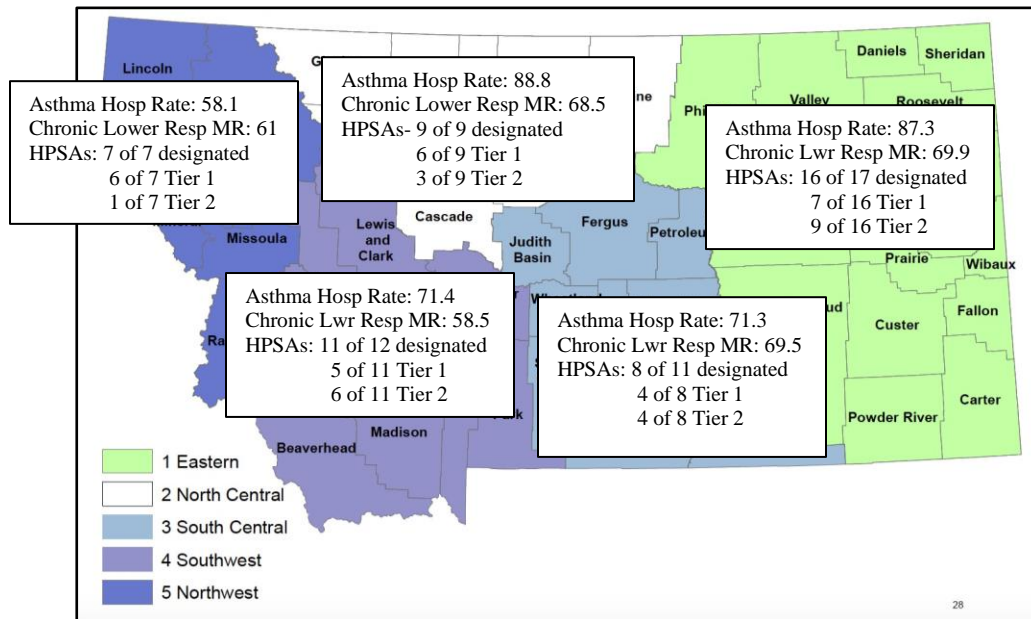 Daniels
Sheridan
Lincoln
Valley
Roosevelt
Asthma Hosp Rate: 58.1
Chronic Lower Resp MR: 61
HPSAs: 7 of 7 designated
6 of 7 Tier 1
1 of 7 Tier 2
Asthma Hosp Rate: 88.8
Chronic Lower Resp MR: 68.5
HPSAs- 9 of 9 designated
6 of 9 Tier 1
3 of 9 Tier 2
Asthma Hosp Rate: 87.3
Chronic Lwr Resp MR: 69.9
HPSAs: 16 of 17 designated
7 of 16 Tier 1
9 of 16 Tier 2
Cascade
Fergus
Lewis
and
Clark
Judith
Basin
Petroleu
Missoula
Prairie
Wibaux
Asthma Hosp Rate: 71.4
Chronic Lwr Resp MR: 58.5
HPSAs: 11 of 12 designated
5 of 11 Tier 1
6 of 11 Tier 2
Asthma Hosp Rate: 71.3
Chronic Lwr Resp MR: 69.5
HPSAs: 8 of 11 designated
4 of 8 Tier 1
4 of 8 Tier 2
Custer
Fallon
Carter
Powder River
Madison
Beaverhead
1 Eastern
2 North Central
3 South Central
4 Southwest
5 Northwest
28